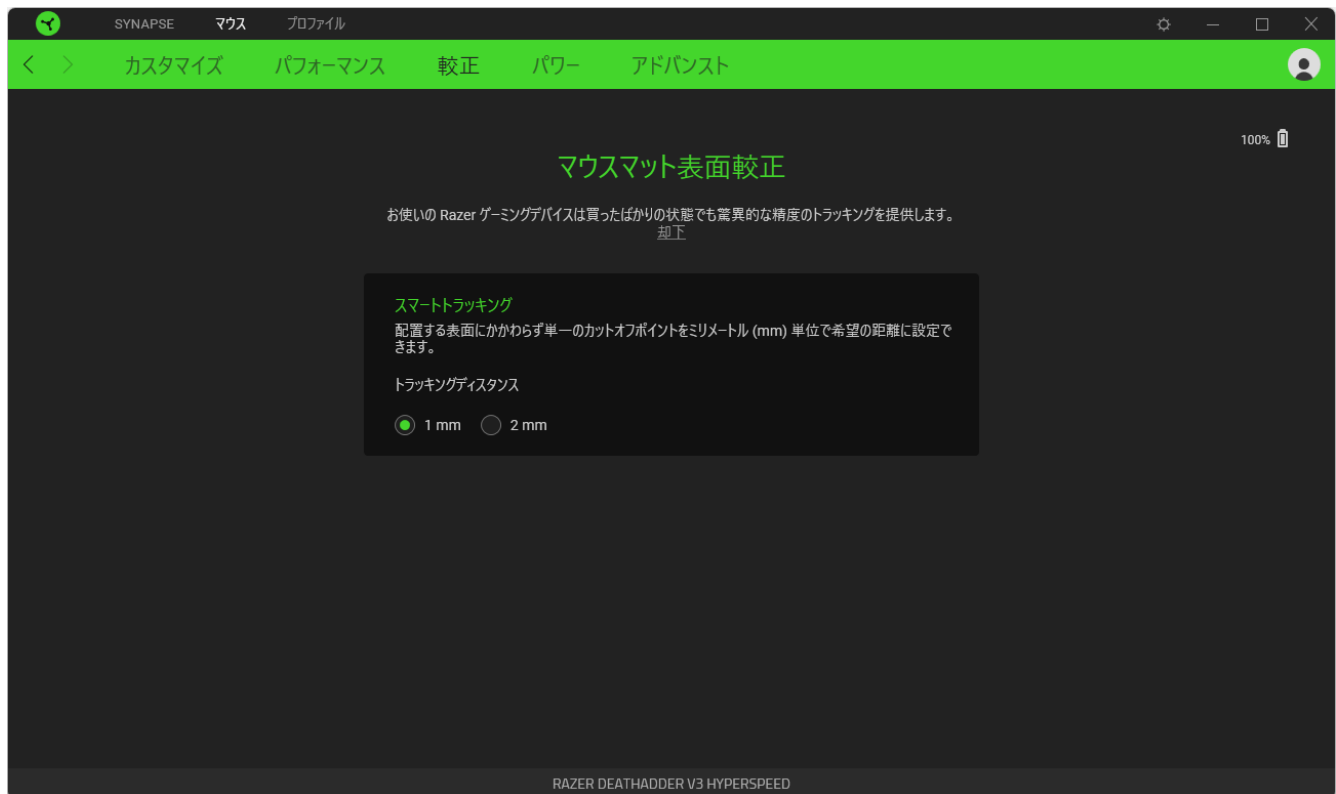 SYNAPSE マウス プロファイル
カスタマイズ パフォーマンス 較正 パワー アドバンスト
100%
マウスマット表面較正
お使いの Razer ゲーミングデバイスは買ったばかりの状態でも驚異的な精度のトラッキングを提供します。
却下
スマートトラッキング
配置する表面にかかわらず単一のカットオフポイントをミリメートル (mm) 単位で希望の距離に設定で
きます。
トラッキングディスタンス
1 mm 2 mm
RAZER DEATHADDER V3 HYPERSPEED